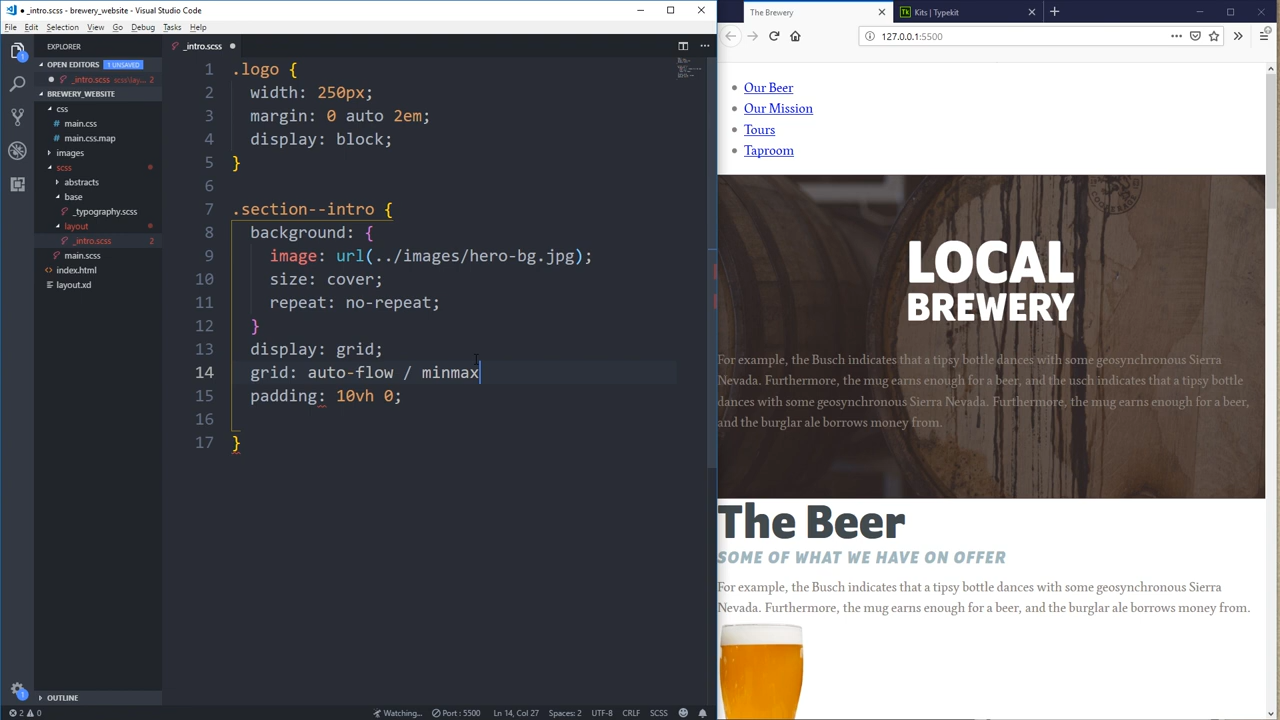 ● _intro.scss - brewery_website - Visual Studio Code
File Edit Selection View Go Debug Tasks Help
EXPLORER
OPEN EDITORS 1 UNSAVED
_intro.scss scss\lay... 2
BREWERY_WEBSITE
css
main.css
main.css.map
images
scss
abstracts
base
_typography.scss
layout
_intro.scss 2
main.scss
index.html
layout.xd
OUTLINE
_intro.scss
1 .logo {
2 width: 250px;
3 margin: 0 auto 2em;
4 display: block;
5 }
6
7 .section--intro {
8 background: {
9 image: url(../images/hero-bg.jpg);
10 size: cover;
11 repeat: no-repeat;
12 }
13 display: grid;
14 grid: auto-flow / minmax
15 padding: 10vh 0;
16
17 }
2 0 Watching... Port : 5500 Ln 14, Col 27 Spaces: 2 UTF-8 CRLF SCSS
The Brewery
Tk Kits | Typekit
127.0.0.1:5500
Our Beer
Our Mission
Tours
Taproom
LOCAL
BREWERY
For example, the Busch indicates that a tipsy bottle dances with some geosynchronous Sierra
Nevada. Furthermore, the mug earns enough for a beer, and the usch indicates that a tipsy bottle
dances with some geosynchronous Sierra Nevada. Furthermore, the mug earns enough for a beer,
and the burglar ale borrows money from.
The Beer
SOME OF WHAT WE HAVE ON OFFER
For example, the Busch indicates that a tipsy bottle dances with some geosynchronous Sierra
Nevada. Furthermore, the mug earns enough for a beer, and the burglar ale borrows money from.